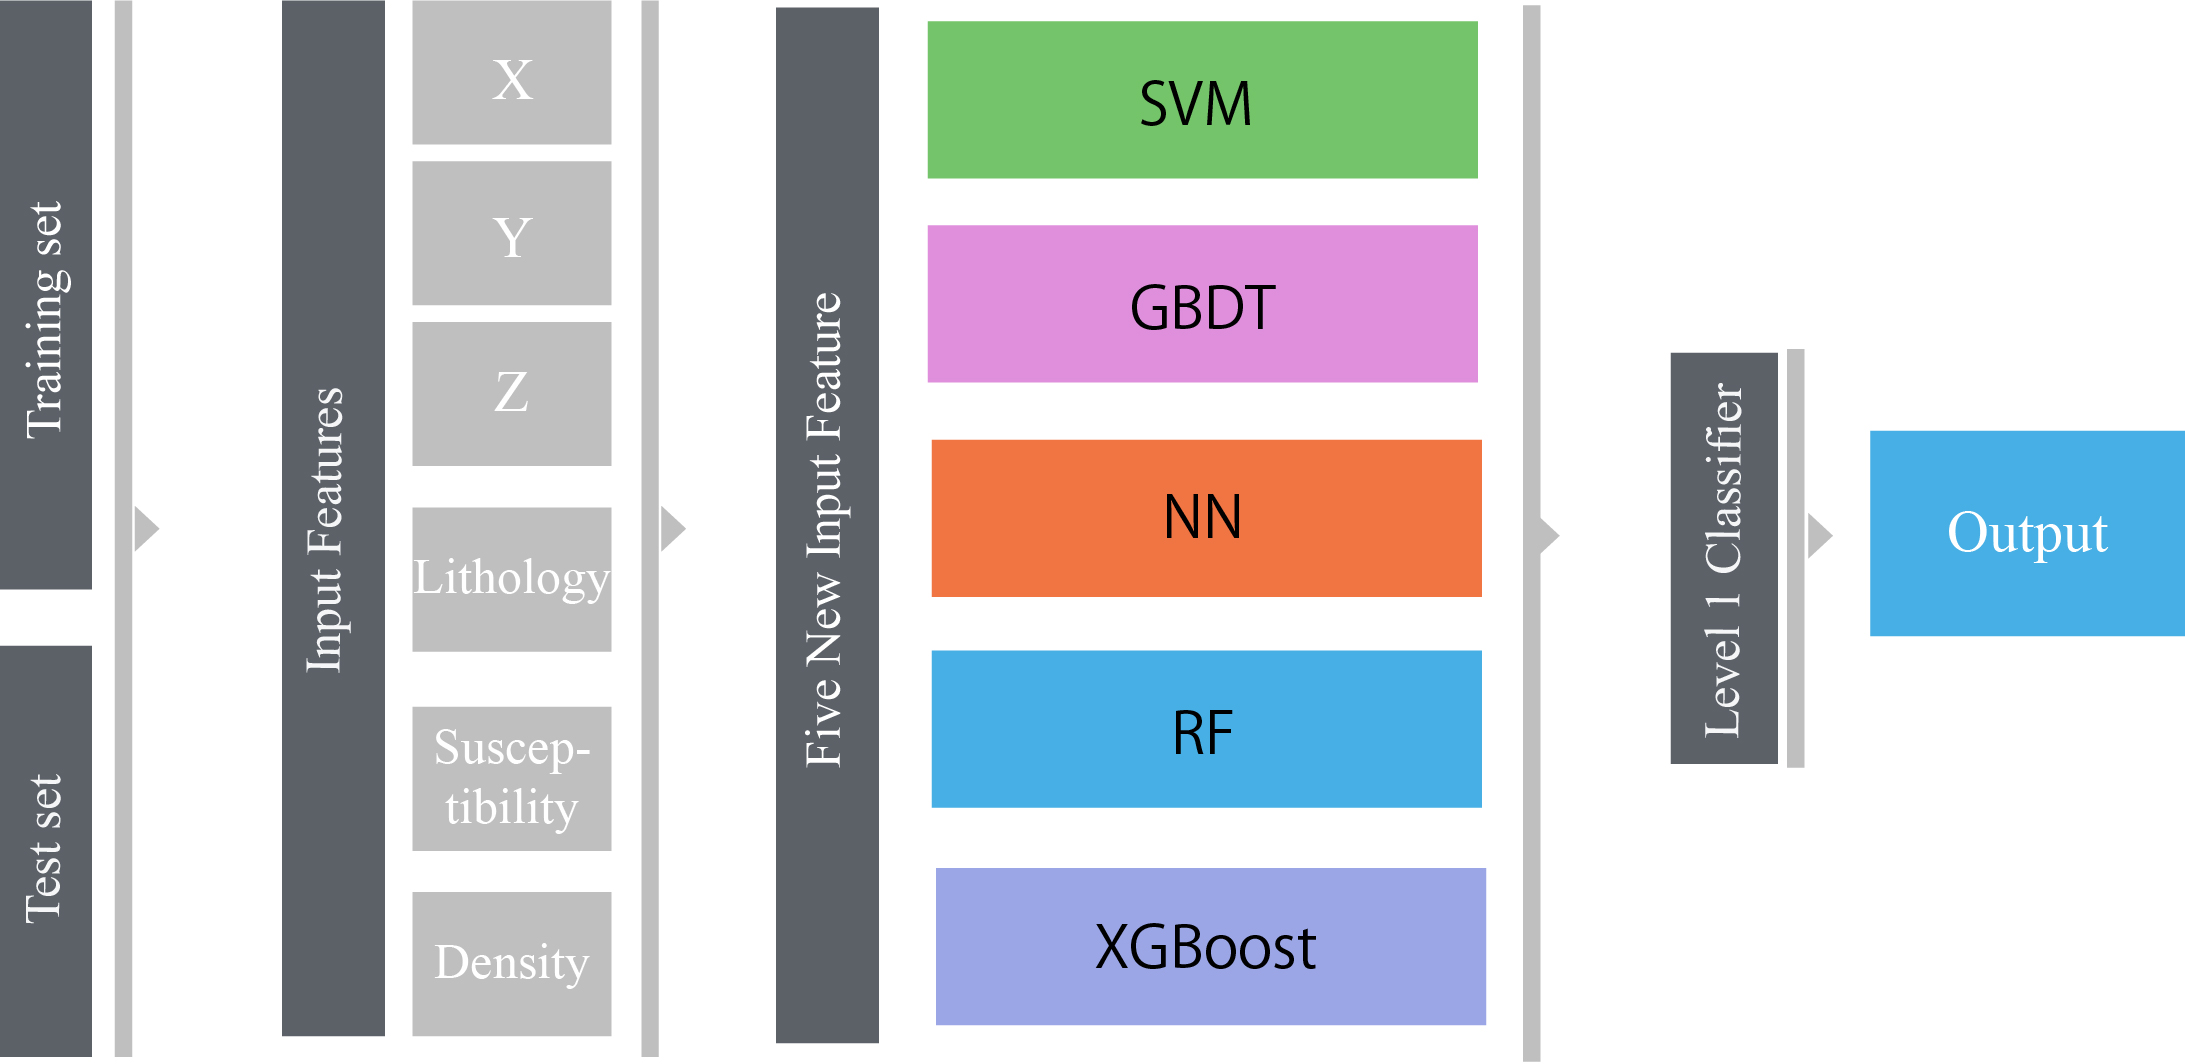 Training set
Test set
Input Features
X
Y
Z
Lithology
Suscep-
tibility
Density
Five New Input Feature
SVM
GBDT
NN
RF
XGBoost
Level 1 Classifier
Output